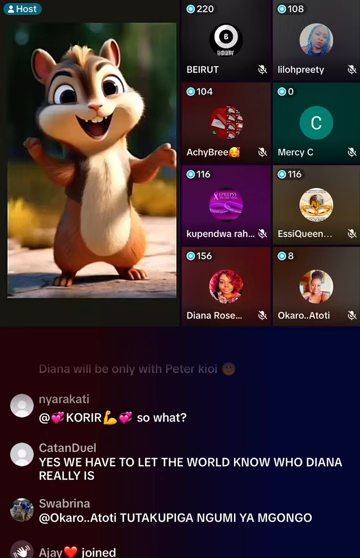 Host
220
108
BEIRUT
lilohpreety
104
0
C
AchyBree🥰
Mercy C
116
116
kupendwa rah...
EssiQueen...
156
8
Diana Rose...
Okaro..Atoti
Diana will be only with Peter kioi 🤨
nyarakati
@💞KORIR💪💞 so what?
CatanDuel
YES WE HAVE TO LET THE WORLD KNOW WHO DIANA
REALLY IS
Swabrina
@Okaro..Atoti TUTAKUPIGA NGUMI YA MGONGO
Ajay❤️ joined